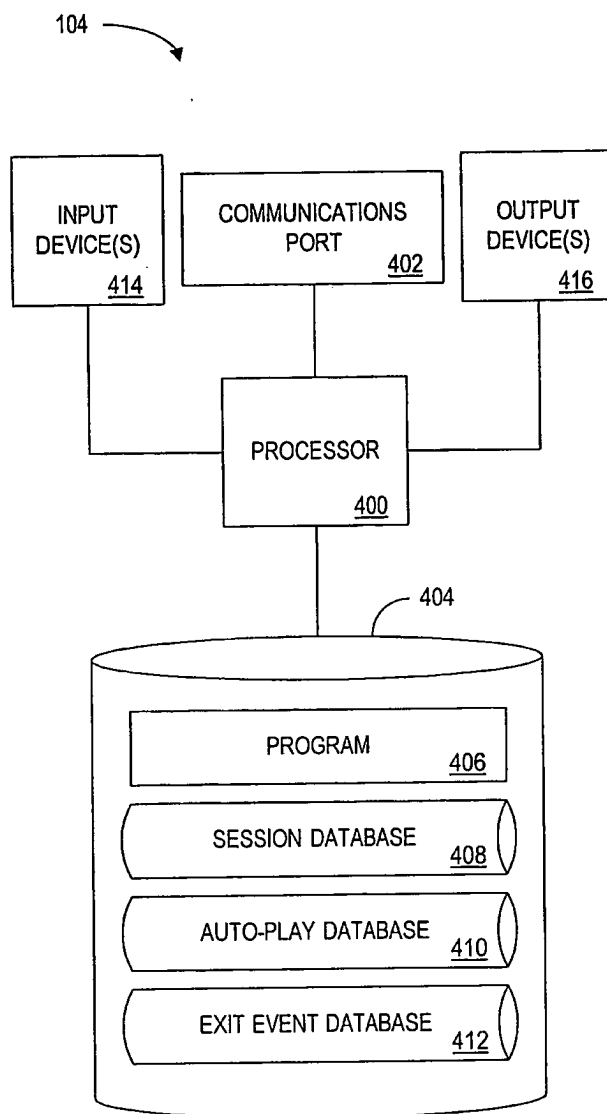 104
INPUT
DEVICE(S)
414
COMMUNICATIONS
PORT
402
OUTPUT
DEVICE(S)
416
PROCESSOR
400
404
PROGRAM
406
SESSION DATABASE
408
AUTO-PLAY DATABASE
410
EXIT EVENT DATABASE
412